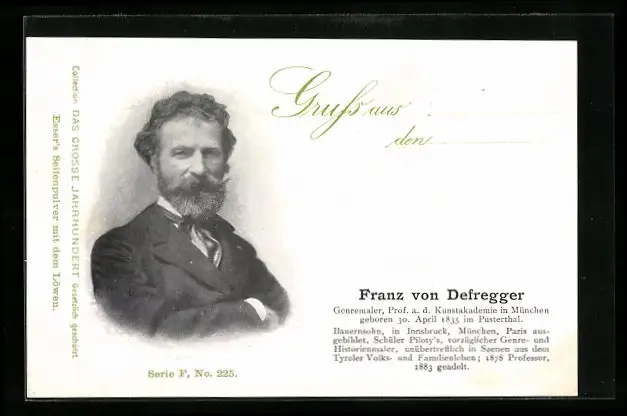 Collection DAS GROSSE JAHRHUNDERT Gesetzlich geschützt
Esser's Seifenpulver mit dem Löwen.
Gruss aus
den
Franz von Defregger
Genremaler, Prof. a. d. Kunstakademie in München
geboren 30. April 1835 im Pusterthal.
Bauernsohn, in Innsbruck, München, Paris aus-
gebildet, Schüler Piloty's, vorzüglicher Genre- und
Historienmaler, unübertrefflich in Szenen aus dem
Tyroler Volks- und Familienleben; 1878 Professor,
1883 geadelt.
Serie F, No. 225.